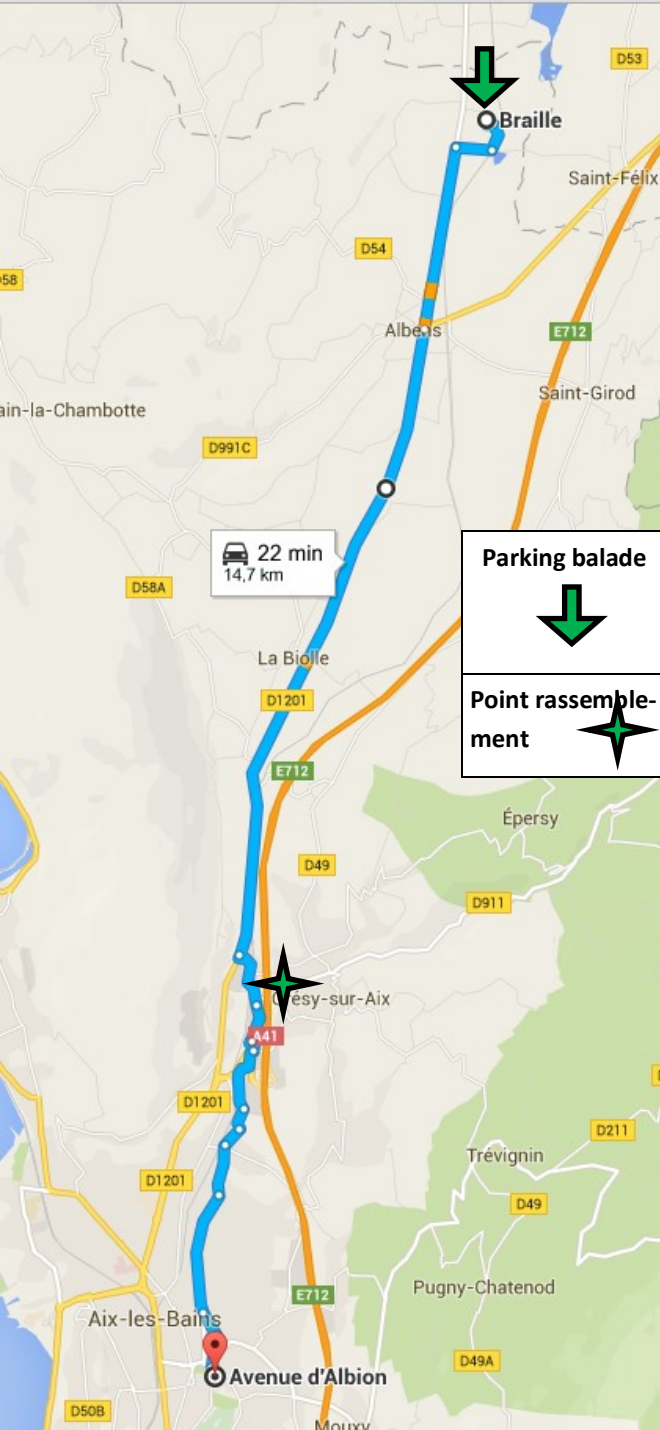 D53
Braille
Saint-Félix
D54
58
Albens
E712
Saint-Girod
ain-la-Chambotte
D991C
22 min
14,7 km
Parking balade
D58A
La Biolle
D1201
Point rassemble-
ment
E712
Épersy
D49
D911
Grésy-sur-Aix
A41
D1201
D211
Trévignin
D1201
D49
Pugny-Chatenod
E712
Aix-les-Bains
D49A
Avenue d'Albion
D50B
Mouxy